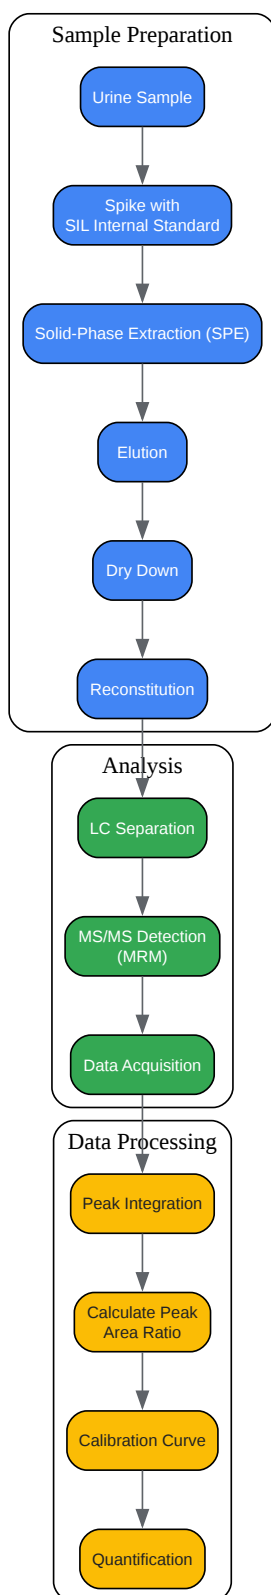 Sample Preparation
Urine Sample
Spike with
SIL Internal Standard
Solid-Phase Extraction (SPE)
Elution
Dry Down
Reconstitution
Analysis
LC Separation
MS/MS Detection
(MRM)
Data Acquisition
Data Processing
Peak Integration
Calculate Peak
Area Ratio
Calibration Curve
Quantification